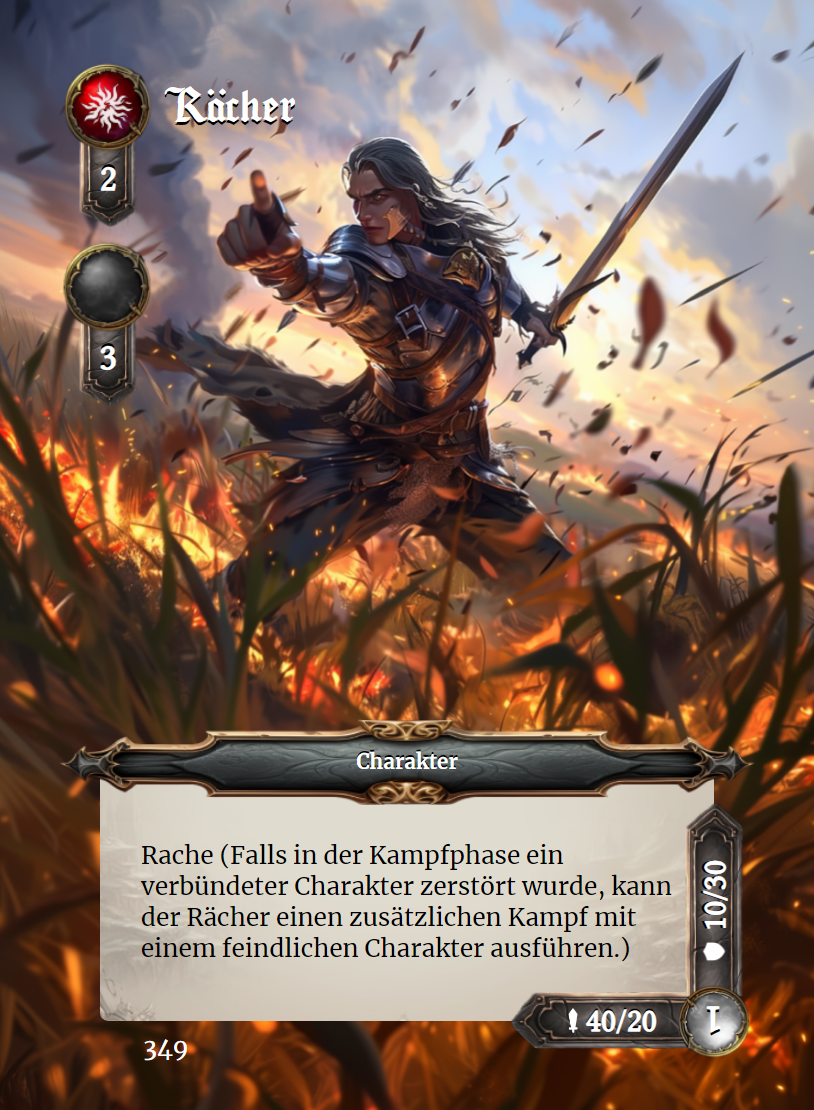 Rächer
2
3
Charakter
Rache (Falls in der Kampfphase ein
verbündeter Charakter zerstört wurde, kann
der Rächer einen zusätzlichen Kampf mit
einem feindlichen Charakter ausführen.)
10/30
40/20
1
349